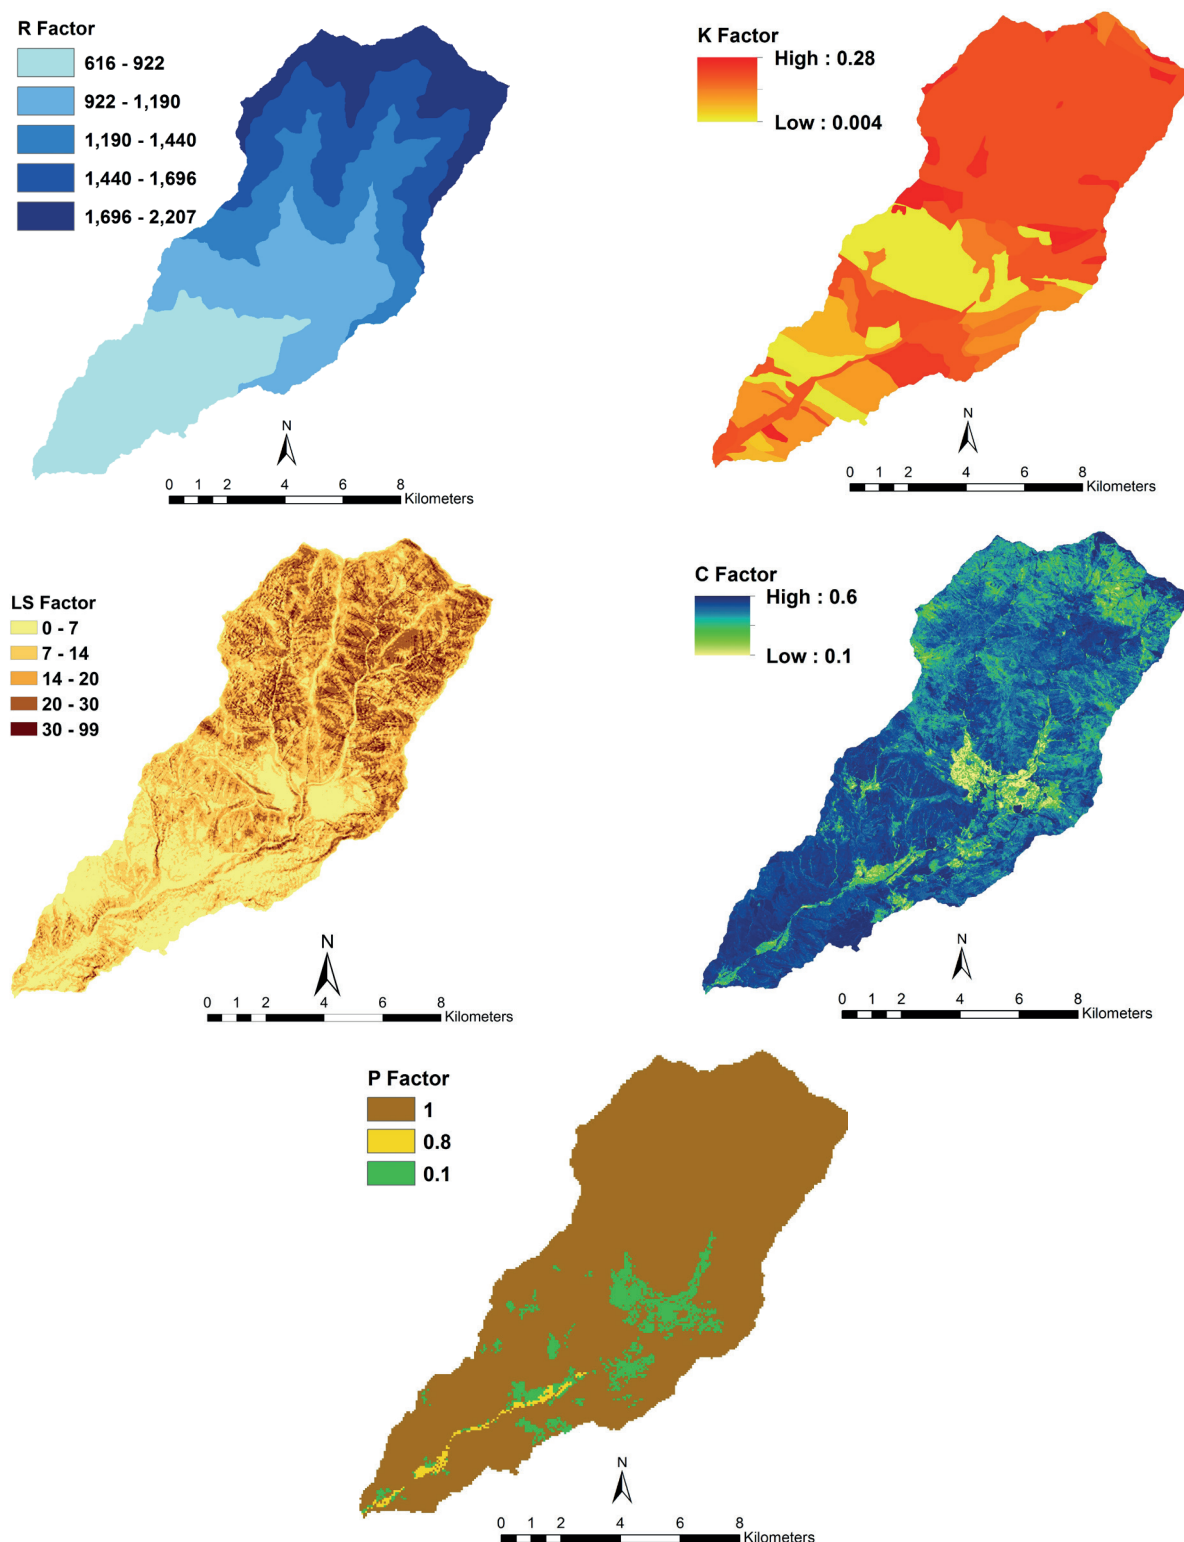 R Factor
616 - 922
922 - 1,190
1,190 - 1,440
1,440 - 1,696
1,696 - 2,207
N
0 1 2 4 6 8
Kilometers
K Factor
High : 0.28
Low : 0.004
N
0 1 2 4 6 8
Kilometers
LS Factor
0 - 7
7 - 14
14 - 20
20 - 30
30 - 99
N
0 1 2 4 6 8
Kilometers
C Factor
High : 0.6
Low : 0.1
N
0 1 2 4 6 8
Kilometers
P Factor
1
0.8
0.1
N
0 1 2 4 6 8
Kilometers